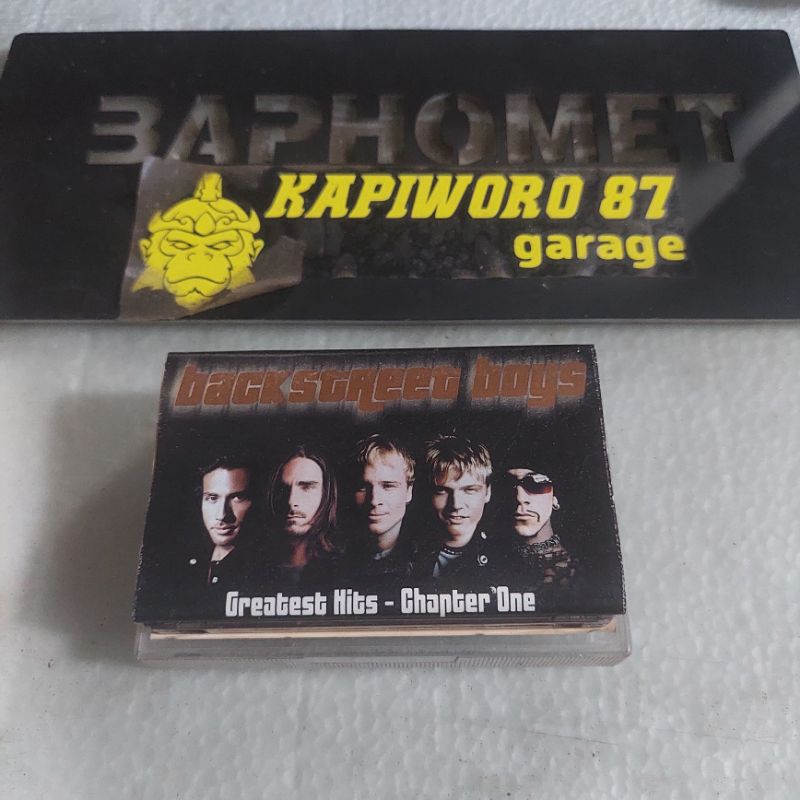 BAPHOMET
KAPIWORO 87
garage
backstreet boys
Greatest Hits - Chapter One